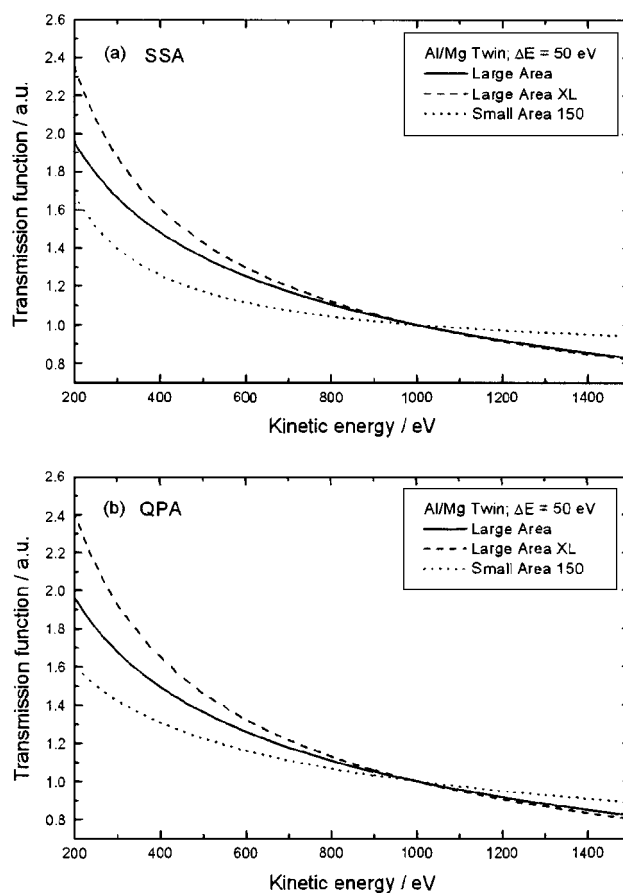 (a) SSA
Al/Mg Twin; ΔE = 50 eV
Large Area
Large Area XL
Small Area 150
Transmission function / a.u.
2.6
2.4
2.2
2.0
1.8
1.6
1.4
1.2
1.0
0.8
200 400 600 800 1000 1200 1400
Kinetic energy / eV
(b) QPA
Al/Mg Twin; ΔE = 50 eV
Large Area
Large Area XL
Small Area 150
Transmission function / a.u.
2.6
2.4
2.2
2.0
1.8
1.6
1.4
1.2
1.0
0.8
200 400 600 800 1000 1200 1400
Kinetic energy / eV